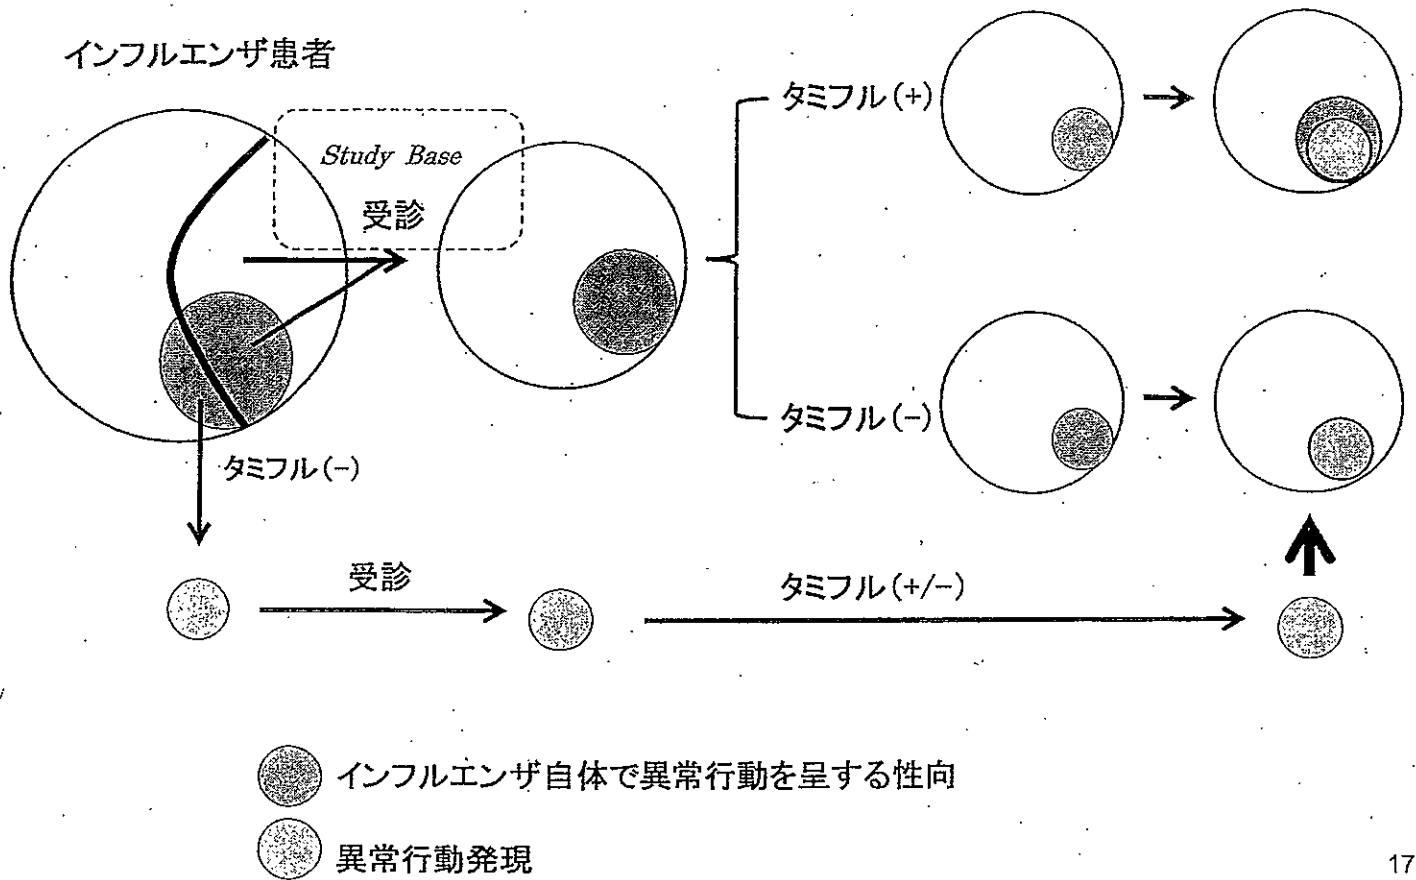 インフルエンザ患者
Study Base
受診
タミフル(+)
タミフル(-)
タミフル(-)
受診
タミフル(+/-)
インフルエンザ自体で異常行動を呈する性向
異常行動発現
17